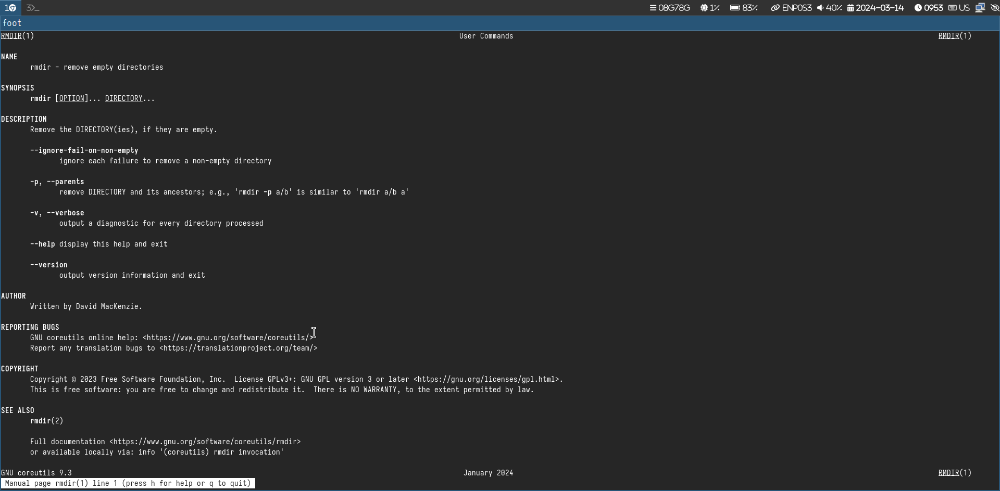 1
3
08G78G 1% 83% ENP0S3 40% 2024-03-14 0953 US
foot
RMDIR(1) User Commands RMDIR(1)
NAME
rmdir - remove empty directories
SYNOPSIS
rmdir [OPTION]... DIRECTORY...
DESCRIPTION
Remove the DIRECTORY(ies), if they are empty.
--ignore-fail-on-non-empty
ignore each failure to remove a non-empty directory
-p, --parents
remove DIRECTORY and its ancestors; e.g., 'rmdir -p a/b' is similar to 'rmdir a/b a'
-v, --verbose
output a diagnostic for every directory processed
--help display this help and exit
--version
output version information and exit
AUTHOR
Written by David MacKenzie.
REPORTING BUGS
GNU coreutils online help: <https://www.gnu.org/software/coreutils/>
Report any translation bugs to <https://translationproject.org/team/>
COPYRIGHT
Copyright © 2023 Free Software Foundation, Inc.  License GPLv3+: GNU GPL version 3 or later <https://gnu.org/licenses/gpl.html>.
This is free software: you are free to change and redistribute it.  There is NO WARRANTY, to the extent permitted by law.
SEE ALSO
rmdir(2)
Full documentation <https://www.gnu.org/software/coreutils/rmdir>
or available locally via: info '(coreutils) rmdir invocation'
GNU coreutils 9.3 January 2024 RMDIR(1)
Manual page rmdir(1) line 1 (press h for help or q to quit)